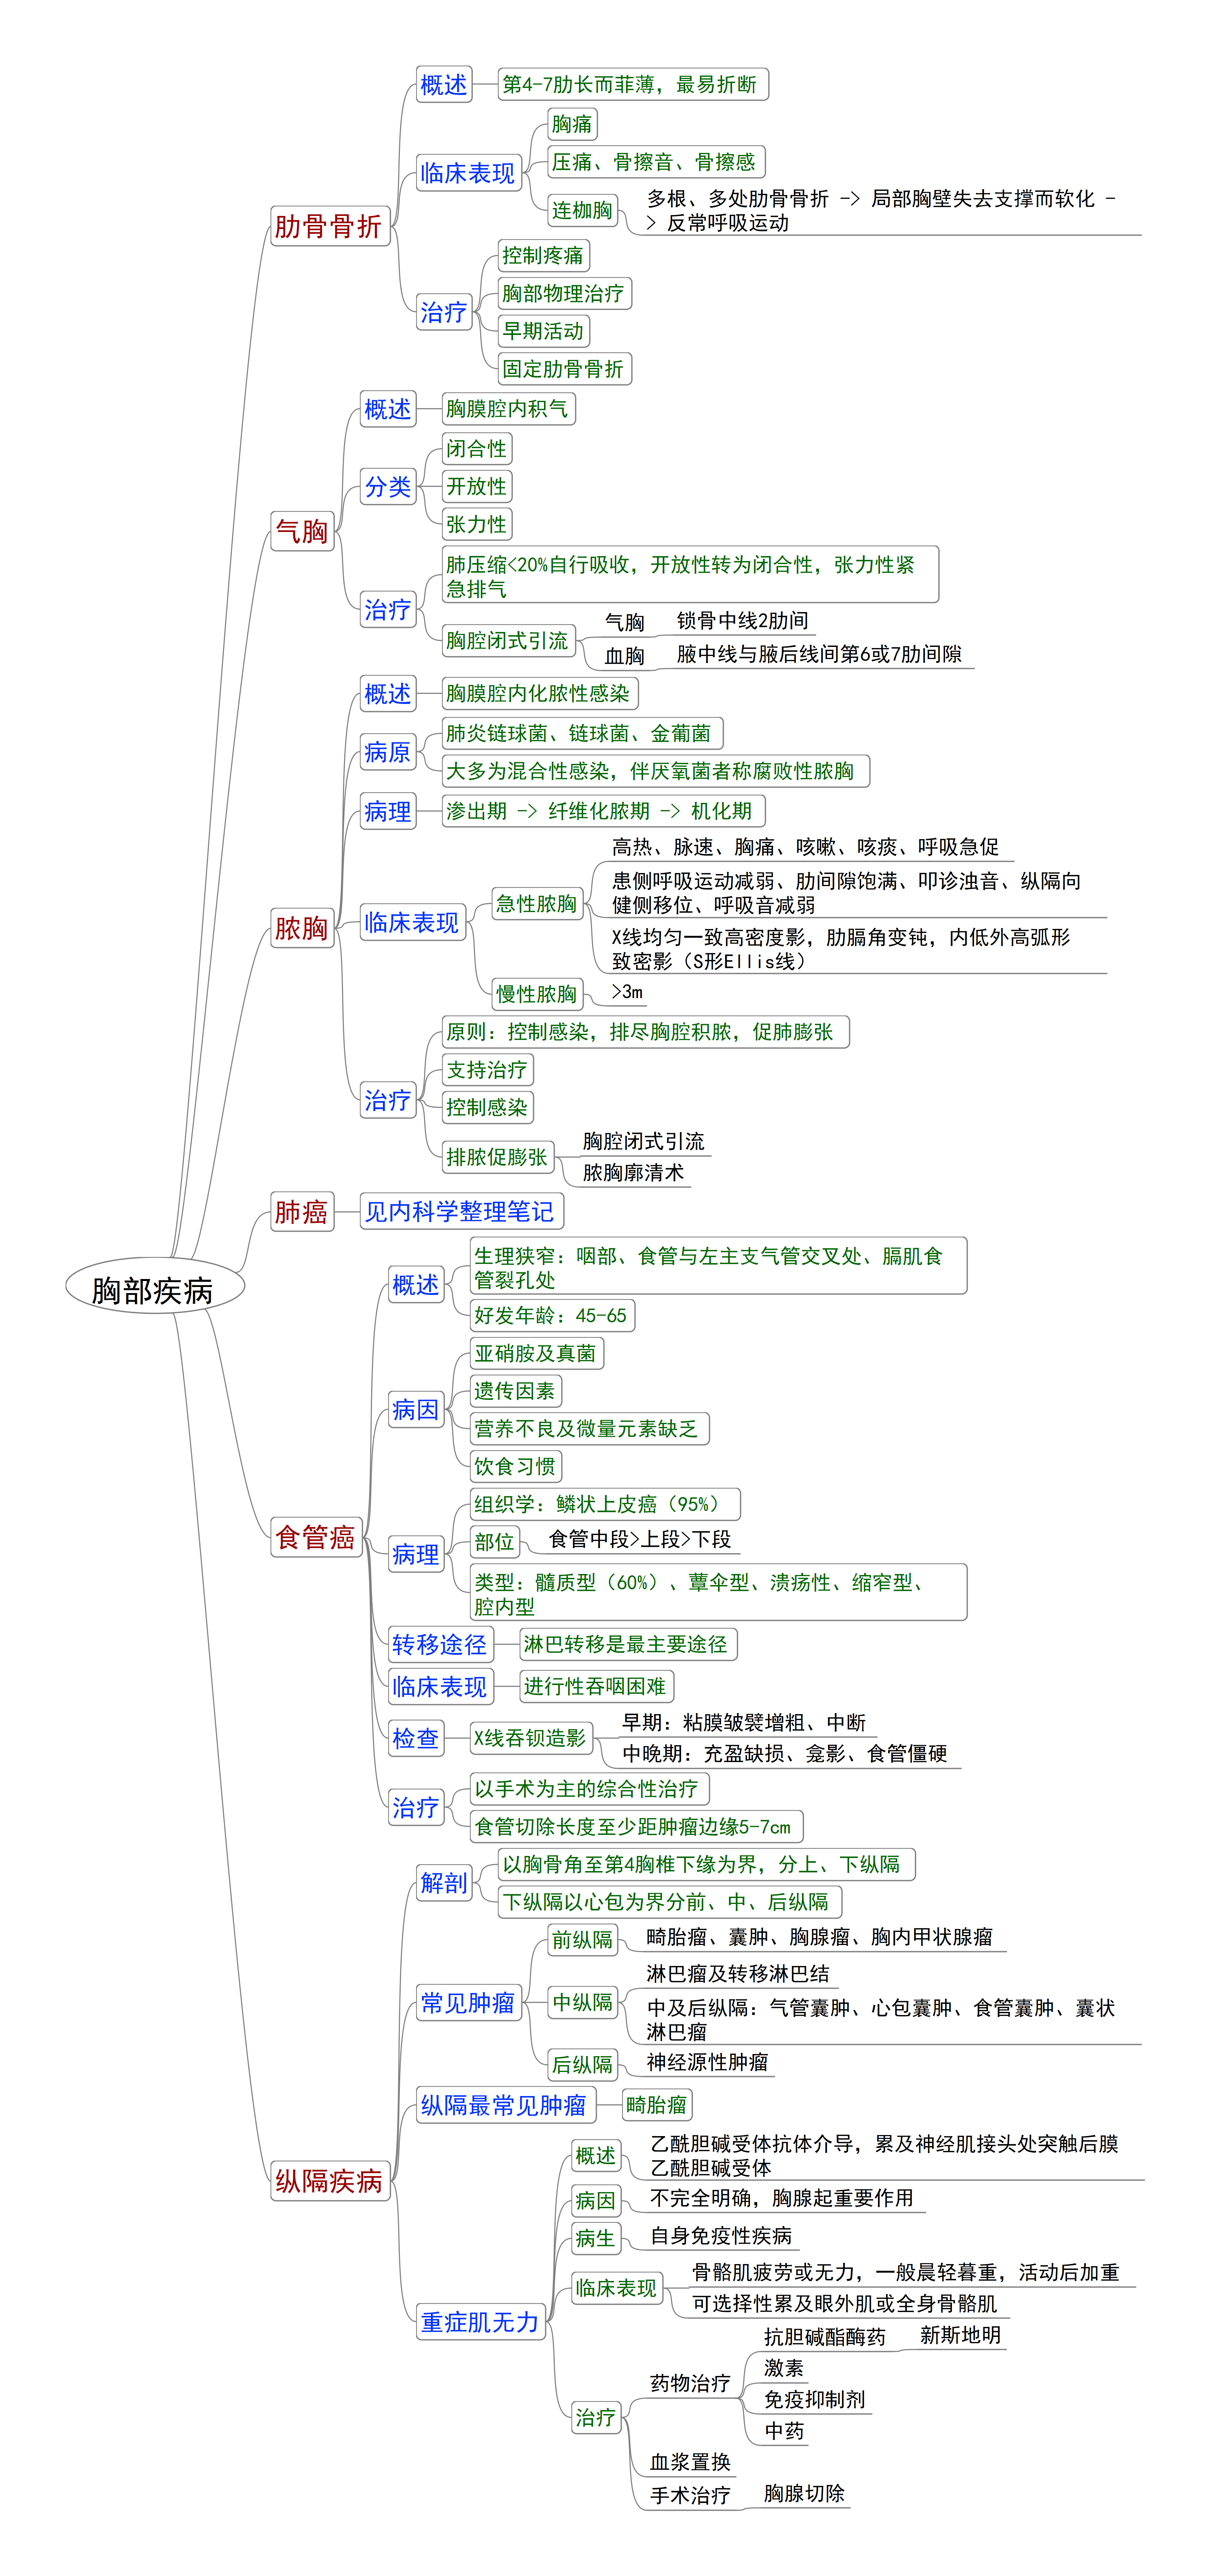 胸部疾病
肋骨骨折
概述
第4-7肋长而菲薄，最易折断
临床表现
胸痛
压痛、骨擦音、骨擦感
连枷胸
多根、多处肋骨骨折 -> 局部胸壁失去支撑而软化 -
> 反常呼吸运动
治疗
控制疼痛
胸部物理治疗
早期活动
固定肋骨骨折
气胸
概述
胸膜腔内积气
分类
闭合性
开放性
张力性
治疗
肺压缩<20%自行吸收，开放性转为闭合性，张力性紧
急排气
胸腔闭式引流
气胸
锁骨中线2肋间
血胸
腋中线与腋后线间第6或7肋间隙
脓胸
概述
胸膜腔内化脓性感染
病原
肺炎链球菌、链球菌、金葡菌
大多为混合性感染，伴厌氧菌者称腐败性脓胸
病理
渗出期 -> 纤维化脓期 -> 机化期
临床表现
急性脓胸
高热、脉速、胸痛、咳嗽、咳痰、呼吸急促
患侧呼吸运动减弱、肋间隙饱满、叩诊浊音、纵隔向
健侧移位、呼吸音减弱
X线均匀一致高密度影，肋膈角变钝，内低外高弧形
致密影（S形Ellis线）
慢性脓胸
>3m
治疗
原则：控制感染，排尽胸腔积脓，促肺膨张
支持治疗
控制感染
排脓促膨张
胸腔闭式引流
脓胸廓清术
肺癌
见内科学整理笔记
食管癌
概述
生理狭窄：咽部、食管与左主支气管交叉处、膈肌食
管裂孔处
好发年龄：45-65
病因
亚硝胺及真菌
遗传因素
营养不良及微量元素缺乏
饮食习惯
病理
组织学：鳞状上皮癌（95%）
部位
食管中段>上段>下段
类型：髓质型（60%）、蕈伞型、溃疡性、缩窄型、
腔内型
转移途径
淋巴转移是最主要途径
临床表现
进行性吞咽困难
检查
X线吞钡造影
早期：粘膜皱襞增粗、中断
中晚期：充盈缺损、龛影、食管僵硬
治疗
以手术为主的综合性治疗
食管切除长度至少距肿瘤边缘5-7cm
纵隔疾病
解剖
以胸骨角至第4胸椎下缘为界，分上、下纵隔
下纵隔以心包为界分前、中、后纵隔
常见肿瘤
前纵隔
畸胎瘤、囊肿、胸腺瘤、胸内甲状腺瘤
中纵隔
淋巴瘤及转移淋巴结
中及后纵隔：气管囊肿、心包囊肿、食管囊肿、囊状
淋巴瘤
后纵隔
神经源性肿瘤
纵隔最常见肿瘤
畸胎瘤
重症肌无力
概述
乙酰胆碱受体抗体介导，累及神经肌接头处突触后膜
乙酰胆碱受体
病因
不完全明确，胸腺起重要作用
病生
自身免疫性疾病
临床表现
骨骼肌疲劳或无力，一般晨轻暮重，活动后加重
可选择性累及眼外肌或全身骨骼肌
治疗
药物治疗
抗胆碱酯酶药
新斯地明
激素
免疫抑制剂
中药
血浆置换
手术治疗
胸腺切除